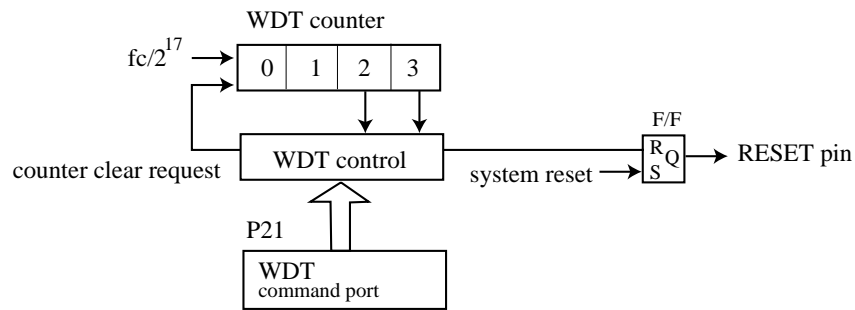 WDT counter
fc/2^17
0 1 2 3
F/F
WDT control
R
Q
S
RESET pin
counter clear request
system reset
P21
WDT
command port